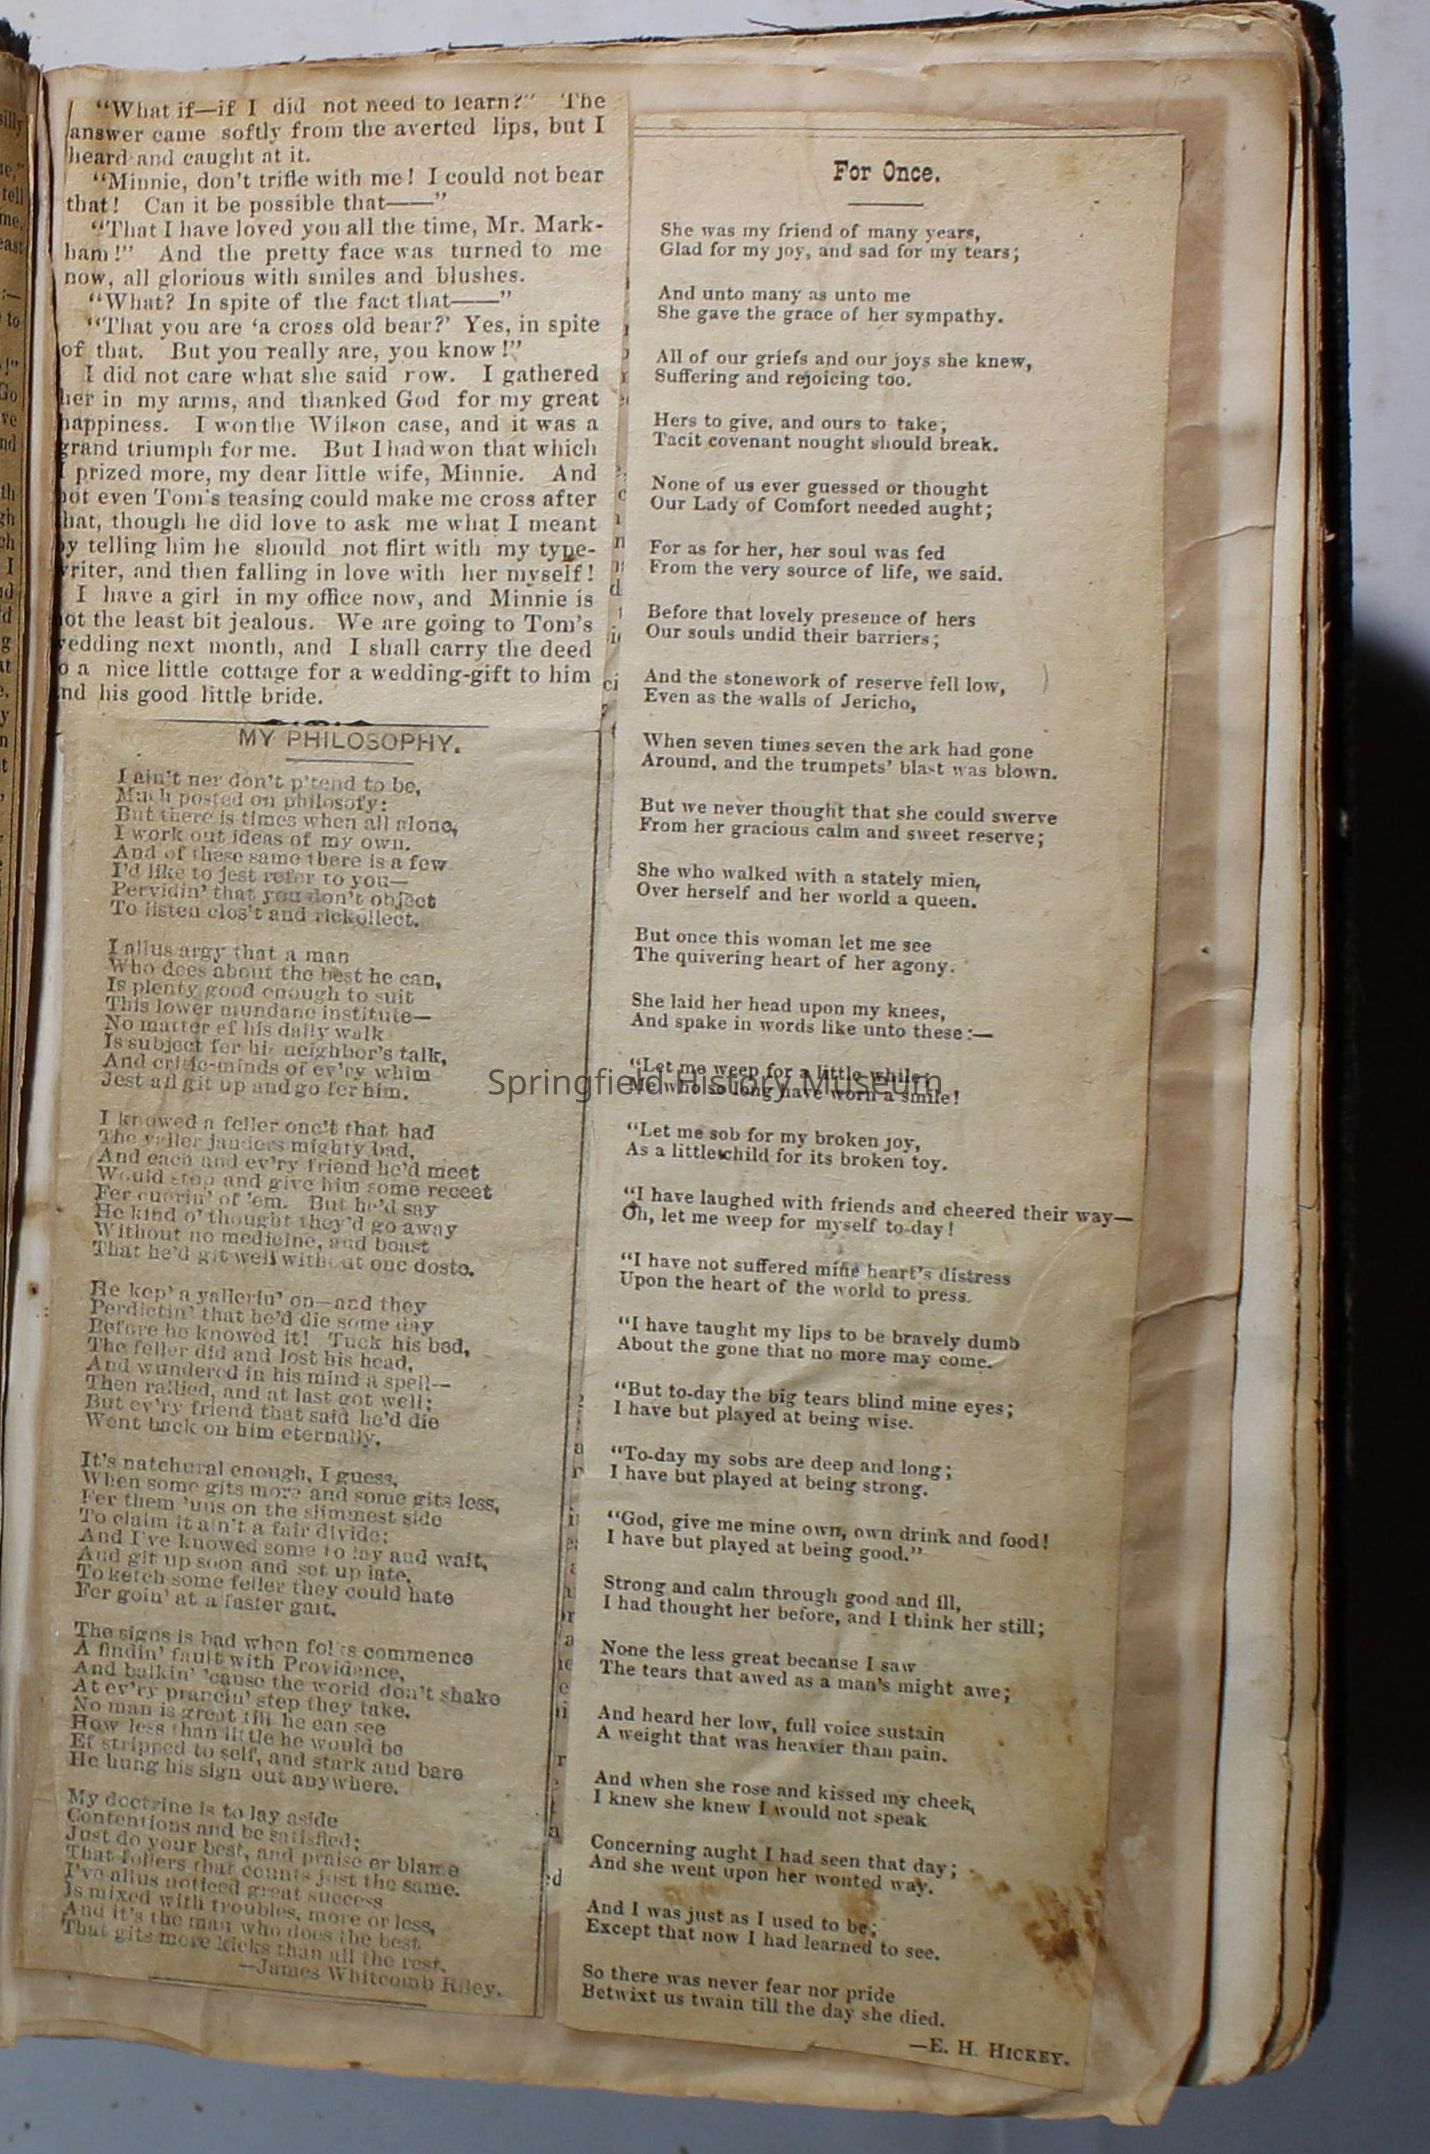 "What if—if I did not need to learn?" The
answer came softly from the averted lips, but I
heard and caught at it.
"Minnie, don't trifle with me! I could not bear
that! Can it be possible that——"
"That I have loved you all the time, Mr. Mark-
ham!" And the pretty face was turned to me
now, all glorious with smiles and blushes.
"What? In spite of the fact that——"
"That you are 'a cross old bear?' Yes, in spite
of that. But you really are, you know!"
I did not care what she said row. I gathered
her in my arms, and thanked God for my great
happiness. I won the Wilson case, and it was a
grand triumph for me. But I had won that which
I prized more, my dear little wife, Minnie. And
not even Tom's teasing could make me cross after
that, though he did love to ask me what I meant
by telling him he should not flirt with my type-
writer, and then falling in love with her myself!
I have a girl in my office now, and Minnie is
not the least bit jealous. We are going to Tom's
wedding next month, and I shall carry the deed
to a nice little cottage for a wedding-gift to him
and his good little bride.
MY PHILOSOPHY.
I ain't ner don't p'tend to be,
Much posted on philosofy;
But there is times when all alone,
I work out ideas of my own.
And of these same there is a few
I'd like to jest refer to you—
Pervidin' that you don't object
To listen clos't and rickollect.
I allus argy that a man
Who does about the best he can,
Is plenty good enough to suit
This lower mundane institute—
No matter ef his daily walk
Is subject fer his neighbor's talk,
And critic-minds of ev'ry whim
Jest all git up and go fer him.
I knowed a feller onc't that had
The yaller janders mighty bad,
And each and ev'ry friend he'd meet
Would stop and give him some receet
Fer cuorin' of 'em. But he'd say
He kind o' thought they'd go away
Without no medicine, and boast
That he'd git well without one doste.
He kep' a yallerin' on—and they
Perdictin' that he'd die some day
Before he knowed it! Tuck his bed,
The feller did and lost his head,
And wundered in his mind a spell—
Then rallied, and at last got well;
But ev'ry friend that said he'd die
Went back on him eternally.
It's natchural enough, I guess,
When some gits more and some gits less,
Fer them 'uns on the slimmest side
To claim it ain't a fair divide;
And I've knowed some to lay and wait,
And git up soon and set up late,
To ketch some feller they could hate
Fer goin' at a faster gait.
The signs is bad when folks commence
A findin' fault with Providence,
And balkin' 'cause the world don't shake
At ev'ry prancin' step they take.
No man is great till he can see
How less than little he would be
Ef stripped to self, and stark and bare
He hung his sign out anywhere.
My doctrine is to lay aside
Contentions and be satisfied;
Just do your best, and praise er blame
That follers that counts just the same.
I've allus noticed great success
Is mixed with troubles, more or less,
And it's the man who does the best
That gits more kicks than all the rest.
—James Whitcomb Riley.
For Once.
She was my friend of many years,
Glad for my joy, and sad for my tears;
And unto many as unto me
She gave the grace of her sympathy.
All of our griefs and our joys she knew,
Suffering and rejoicing too.
Hers to give, and ours to take;
Tacit covenant nought should break.
None of us ever guessed or thought
Our Lady of Comfort needed aught;
For as for her, her soul was fed
From the very source of life, we said.
Before that lovely presence of hers
Our souls undid their barriers;
And the stonework of reserve fell low,
Even as the walls of Jericho,
When seven times seven the ark had gone
Around, and the trumpets' blast was blown.
But we never thought that she could swerve
From her gracious calm and sweet reserve;
She who walked with a stately mien,
Over herself and her world a queen.
But once this woman let me see
The quivering heart of her agony.
She laid her head upon my knees,
And spake in words like unto these:—
"Let me weep for a little while;
Me who so long have worn a smile!
"Let me sob for my broken joy,
As a little child for its broken toy.
"I have laughed with friends and cheered their way—
Oh, let me weep for myself to-day!
"I have not suffered mine heart's distress
Upon the heart of the world to press.
"I have taught my lips to be bravely dumb
About the gone that no more may come.
"But to-day the big tears blind mine eyes;
I have but played at being wise.
"To-day my sobs are deep and long;
I have but played at being strong.
"God, give me mine own, own drink and food!
I have but played at being good."
Strong and calm through good and ill,
I had thought her before, and I think her still;
None the less great because I saw
The tears that awed as a man's might awe;
And heard her low, full voice sustain
A weight that was heavier than pain.
And when she rose and kissed my cheek,
I knew she knew I would not speak
Concerning aught I had seen that day;
And she went upon her wonted way.
And I was just as I used to be;
Except that now I had learned to see.
So there was never fear nor pride
Betwixt us twain till the day she died.
—E. H. HICKEY.
Springfield History Museum